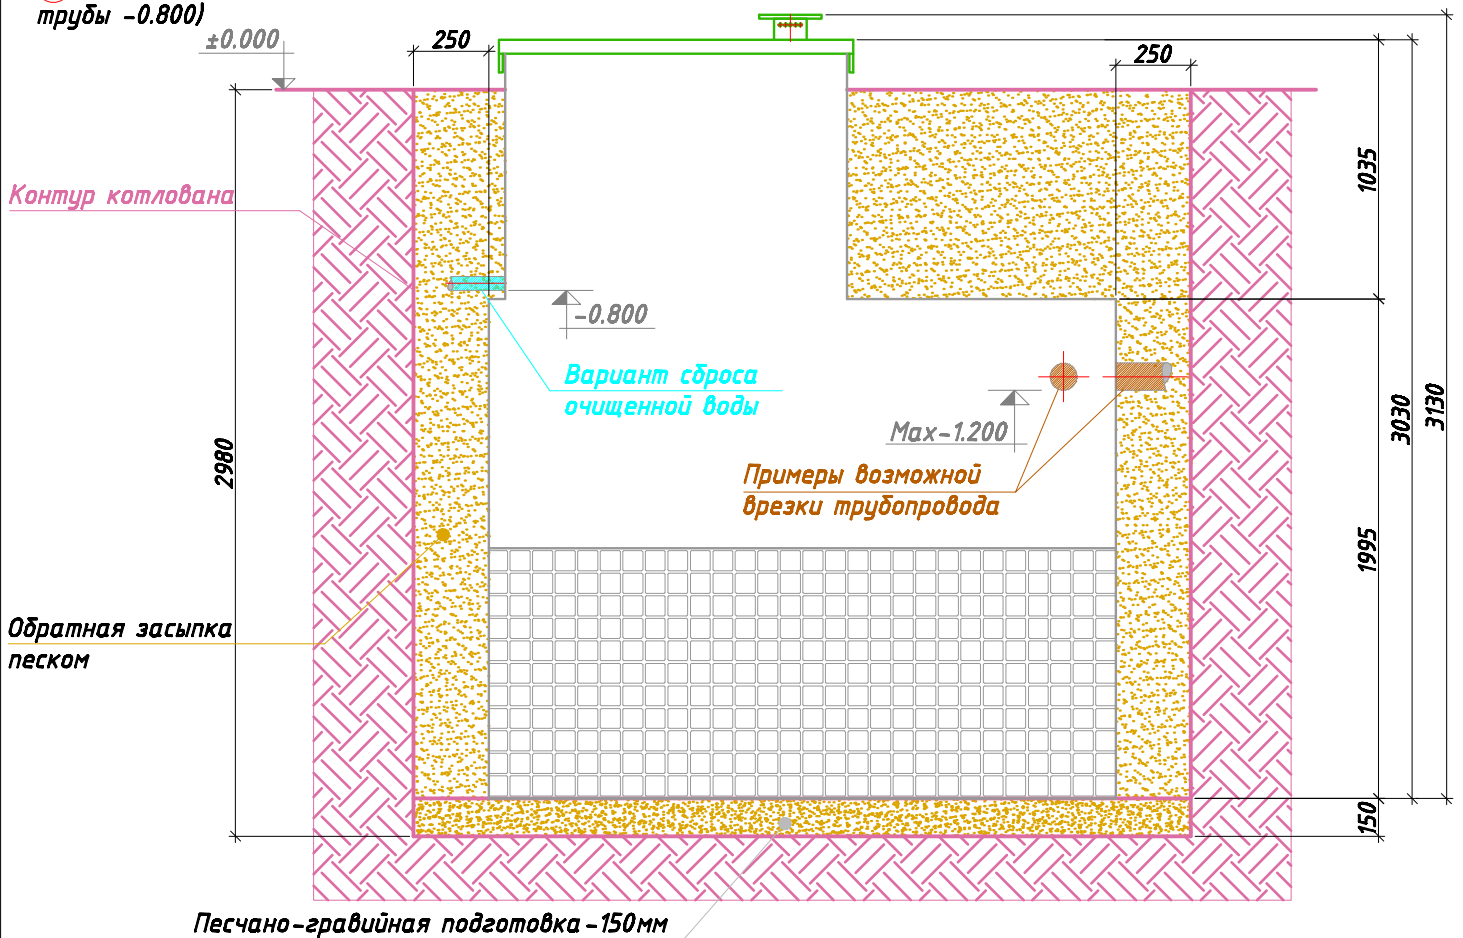 трубы -0.800)
±0.000
250
250
1035
Контур котлована
-0.800
Вариант сброса
очищенной воды
Max-1.200
3030
3130
2980
Примеры возможной
врезки трубопровода
1995
Обратная засыпка
песком
150
Песчано-гравийная подготовка-150мм